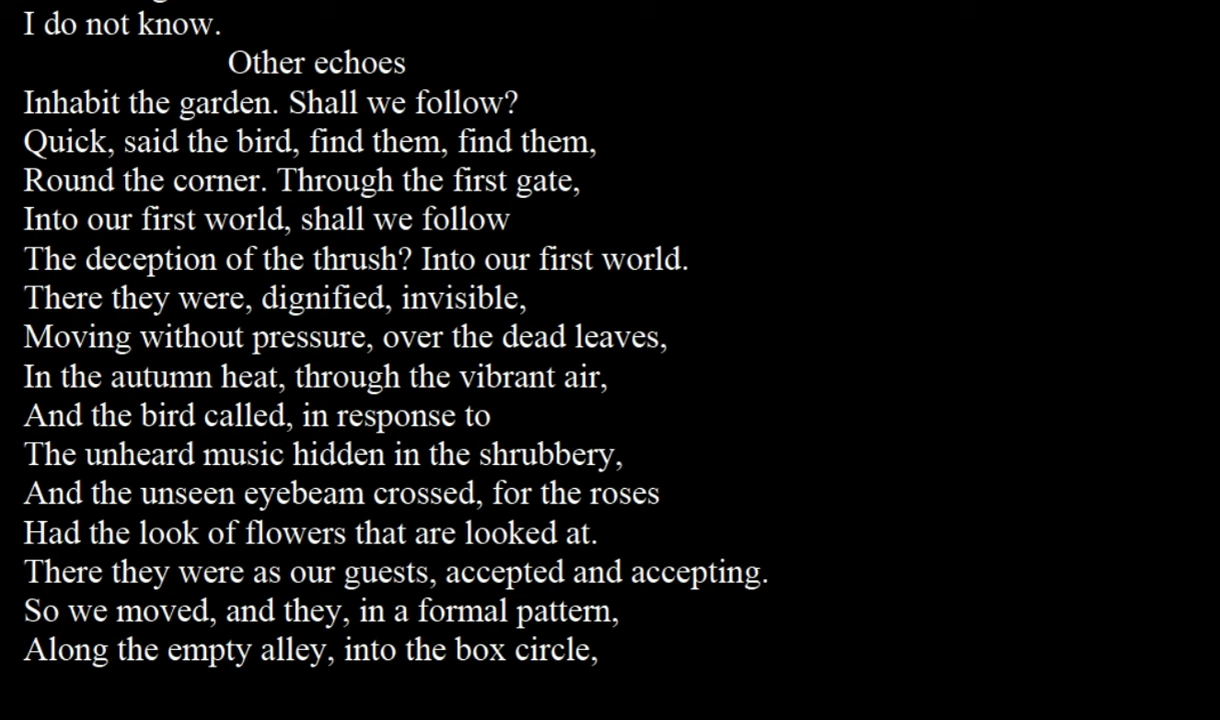 I do not know.
Other echoes
Inhabit the garden. Shall we follow?
Quick, said the bird, find them, find them,
Round the corner. Through the first gate,
Into our first world, shall we follow
The deception of the thrush? Into our first world.
There they were, dignified, invisible,
Moving without pressure, over the dead leaves,
In the autumn heat, through the vibrant air,
And the bird called, in response to
The unheard music hidden in the shrubbery,
And the unseen eyebeam crossed, for the roses
Had the look of flowers that are looked at.
There they were as our guests, accepted and accepting.
So we moved, and they, in a formal pattern,
Along the empty alley, into the box circle,